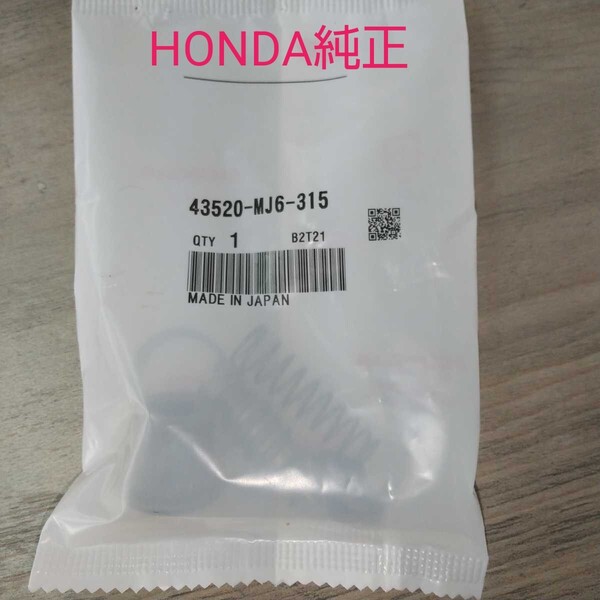 HONDA純正
43520-MJ6-315
QTY 1 B2T21
MADE IN JAPAN